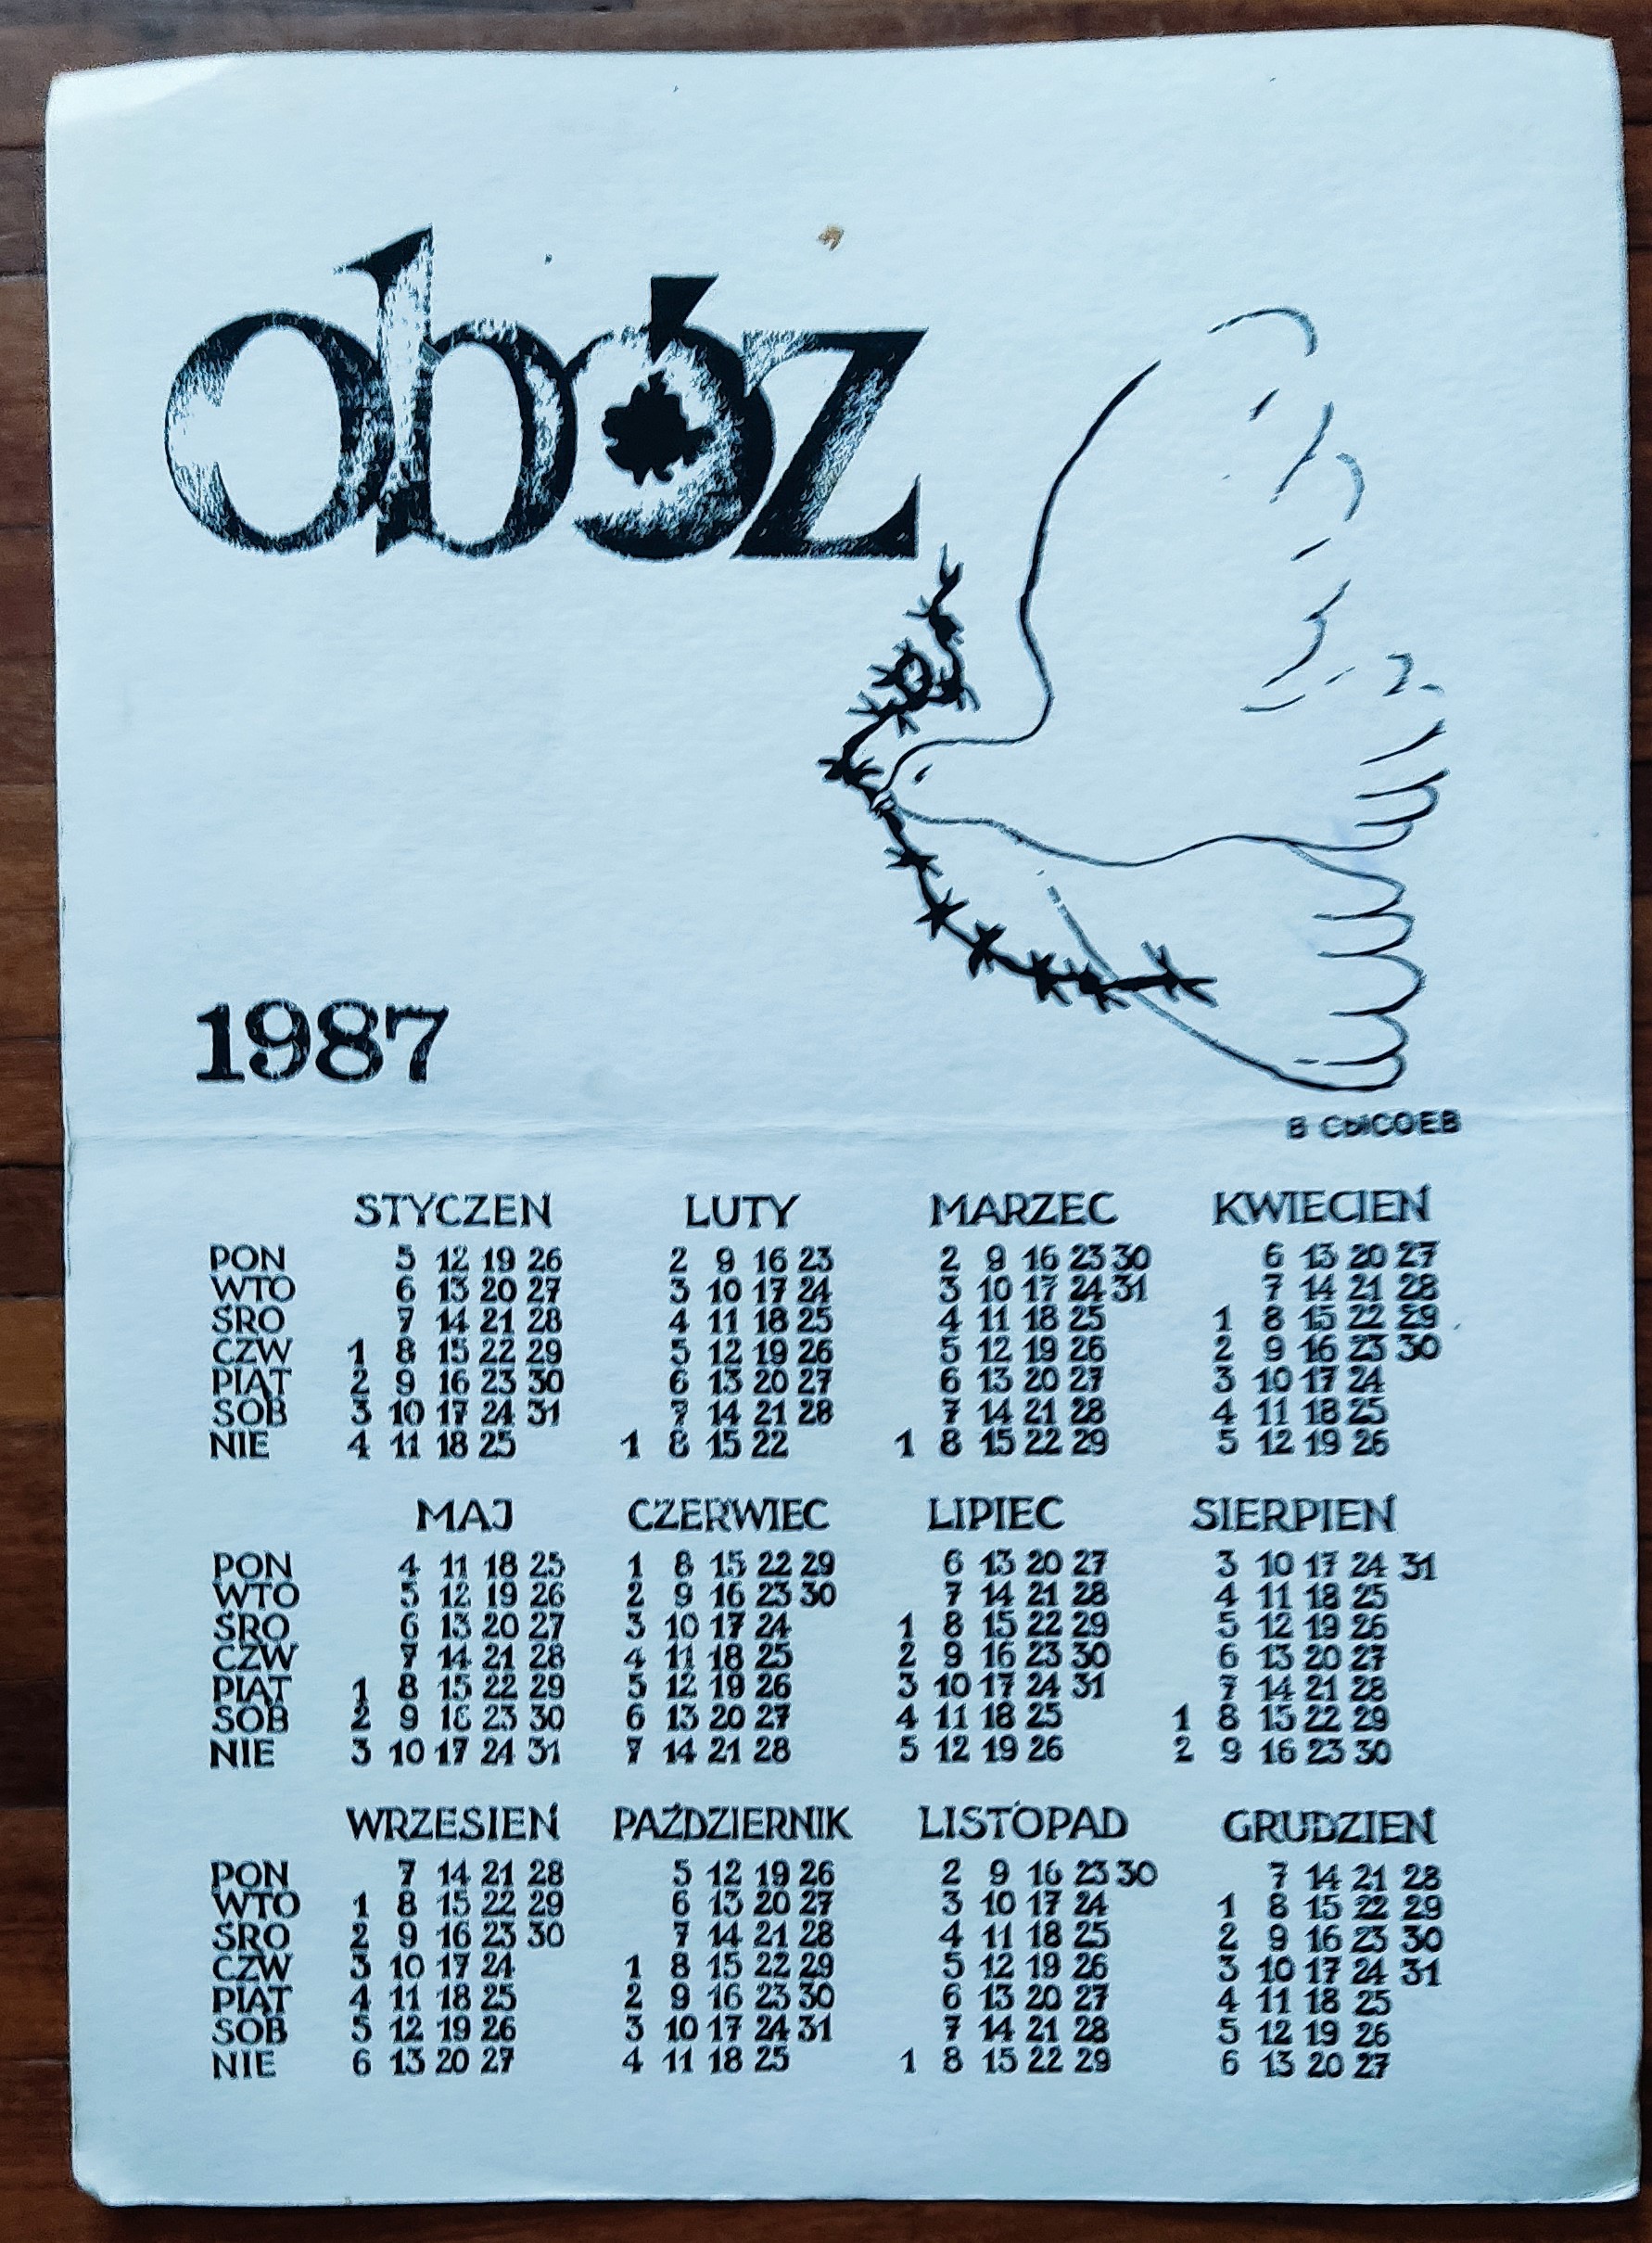 obóz
1987
В СЫСОЕВ
STYCZEŃ LUTY MARZEC KWIECIEŃ
PON 5 12 19 26 2 9 16 23 2 9 16 23 30 6 13 20 27
WTO 6 13 20 27 3 10 17 24 3 10 17 24 31 7 14 21 28
ŚRO 7 14 21 28 4 11 18 25 4 11 18 25 1 8 15 22 29
CZW 1 8 15 22 29 5 12 19 26 5 12 19 26 2 9 16 23 30
PIĄT 2 9 16 23 30 6 13 20 27 6 13 20 27 3 10 17 24
SOB 3 10 17 24 31 7 14 21 28 7 14 21 28 4 11 18 25
NIE 4 11 18 25 1 8 15 22 1 8 15 22 29 5 12 19 26
MAJ CZERWIEC LIPIEC SIERPIEŃ
PON 4 11 18 25 1 8 15 22 29 6 13 20 27 3 10 17 24 31
WTO 5 12 19 26 2 9 16 23 30 7 14 21 28 4 11 18 25
ŚRO 6 13 20 27 3 10 17 24 1 8 15 22 29 5 12 19 26
CZW 7 14 21 28 4 11 18 25 2 9 16 23 30 6 13 20 27
PIĄT 1 8 15 22 29 5 12 19 26 3 10 17 24 31 7 14 21 28
SOB 2 9 16 23 30 6 13 20 27 4 11 18 25 1 8 15 22 29
NIE 3 10 17 24 31 7 14 21 28 5 12 19 26 2 9 16 23 30
WRZESIEŃ PAŹDZIERNIK LISTOPAD GRUDZIEŃ
PON 7 14 21 28 5 12 19 26 2 9 16 23 30 7 14 21 28
WTO 1 8 15 22 29 6 13 20 27 3 10 17 24 1 8 15 22 29
ŚRO 2 9 16 23 30 7 14 21 28 4 11 18 25 2 9 16 23 30
CZW 3 10 17 24 1 8 15 22 29 5 12 19 26 3 10 17 24 31
PIĄT 4 11 18 25 2 9 16 23 30 6 13 20 27 4 11 18 25
SOB 5 12 19 26 3 10 17 24 31 7 14 21 28 5 12 19 26
NIE 6 13 20 27 4 11 18 25 1 8 15 22 29 6 13 20 27